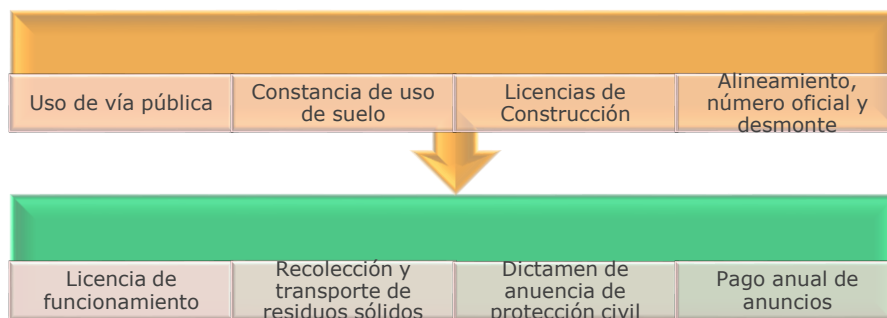 Uso de vía pública
Constancia de uso
de suelo
Licencias de
Construcción
Alineamiento,
número oficial y
desmonte
Licencia de
funcionamiento
Recolección y
transporte de
residuos sólidos
Dictamen de
anuencia de
protección civil
Pago anual de
anuncios